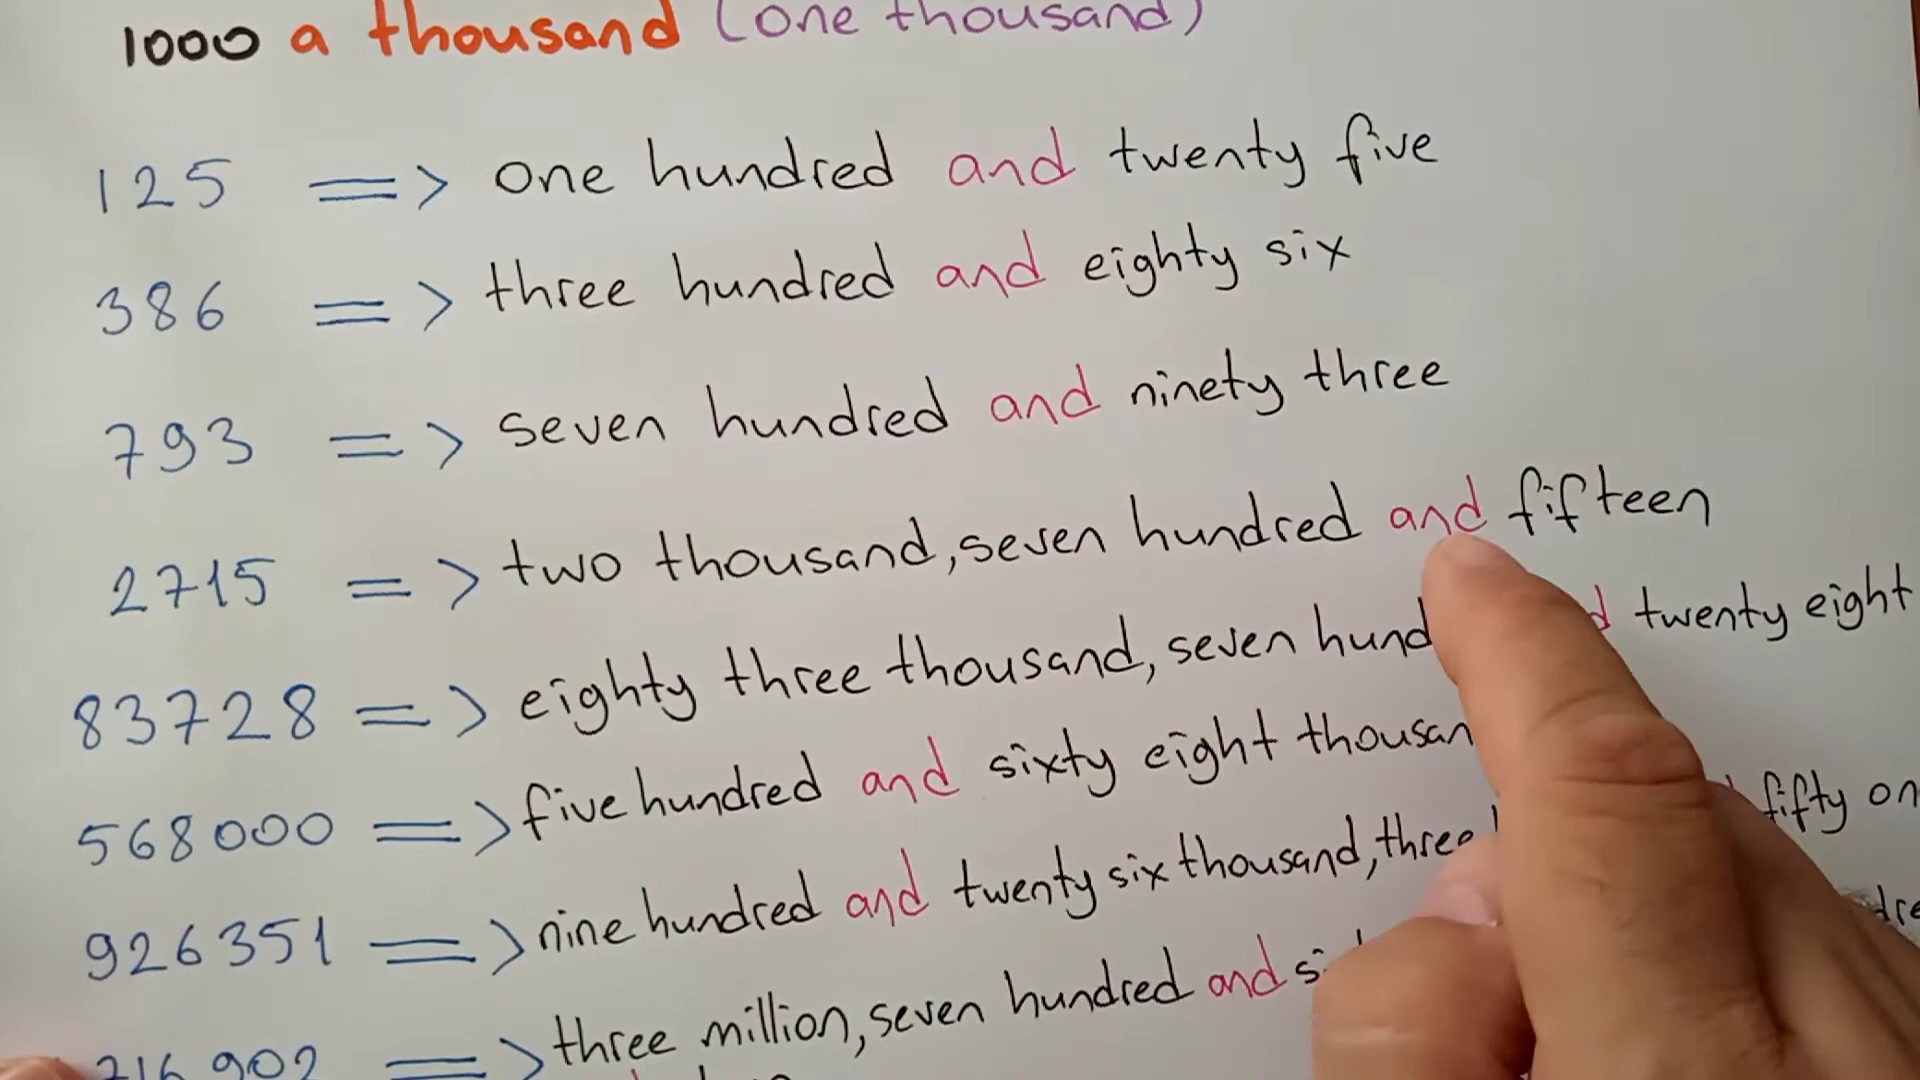 1000 a thousand (one thousand)
125 => one hundred and twenty five
386 => three hundred and eighty six
793 => seven hundred and ninety three
2715 => two thousand, seven hundred and fifteen
83728 => eighty three thousand, seven hund twenty eight
568000 => five hundred and sixty eight thousan
926351 => nine hundred and twenty six thousand, three fifty on
716 902 => three million, seven hundred and si